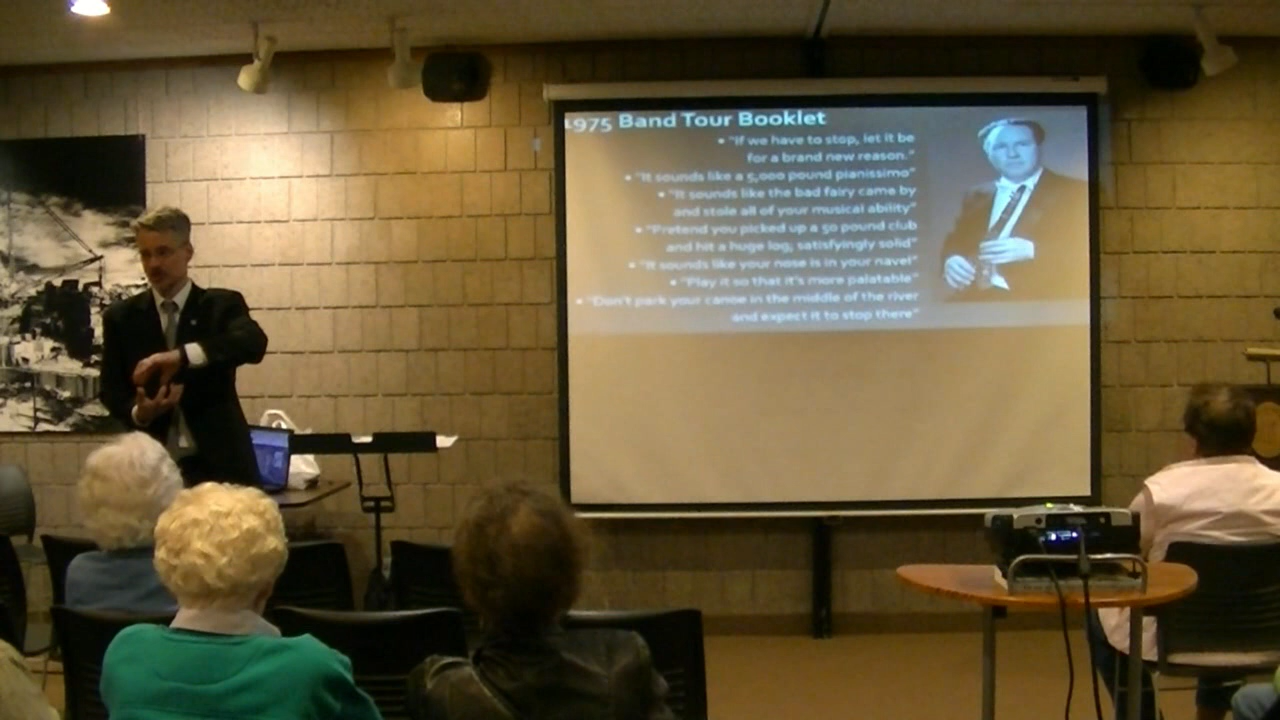 1975 Band Tour Booklet
• "If we have to stop, let it be
for a brand new reason."
• "It sounds like a 5,000 pound pianissimo"
• "It sounds like the bad fairy came by
and stole all of your musical ability"
• "Pretend you picked up a 50 pound club
and hit a huge log, satisfyingly solid"
• "It sounds like your nose is in your navel"
• "Play it so that it's more palatable"
• "Don't park your canoe in the middle of the river
and expect it to stop there"